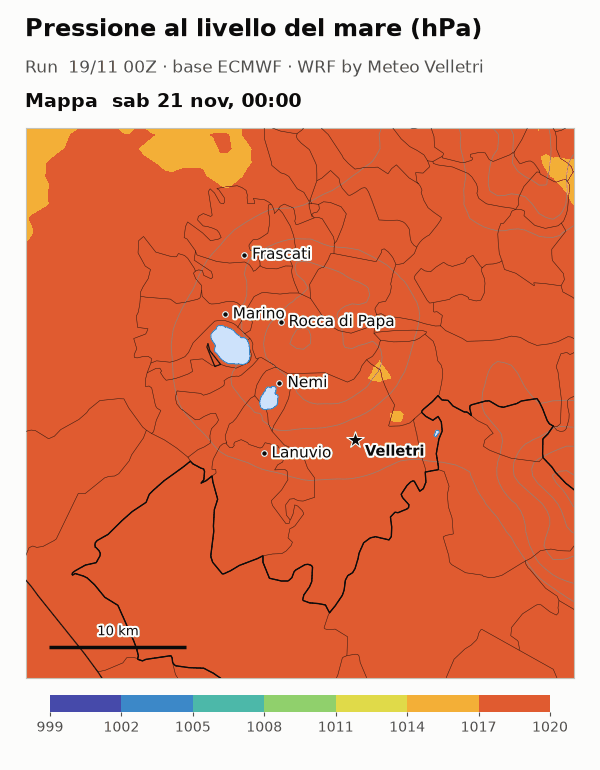 Pressione al livello del mare (hPa)
Run 19/11 00Z · base ECMWF · WRF by Meteo Velletri
Mappa sab 21 nov, 00:00
Frascati
Marino
Rocca di Papa
Nemi
Velletri
Lanuvio
10 km
999 1002 1005 1008 1011 1014 1017 1020